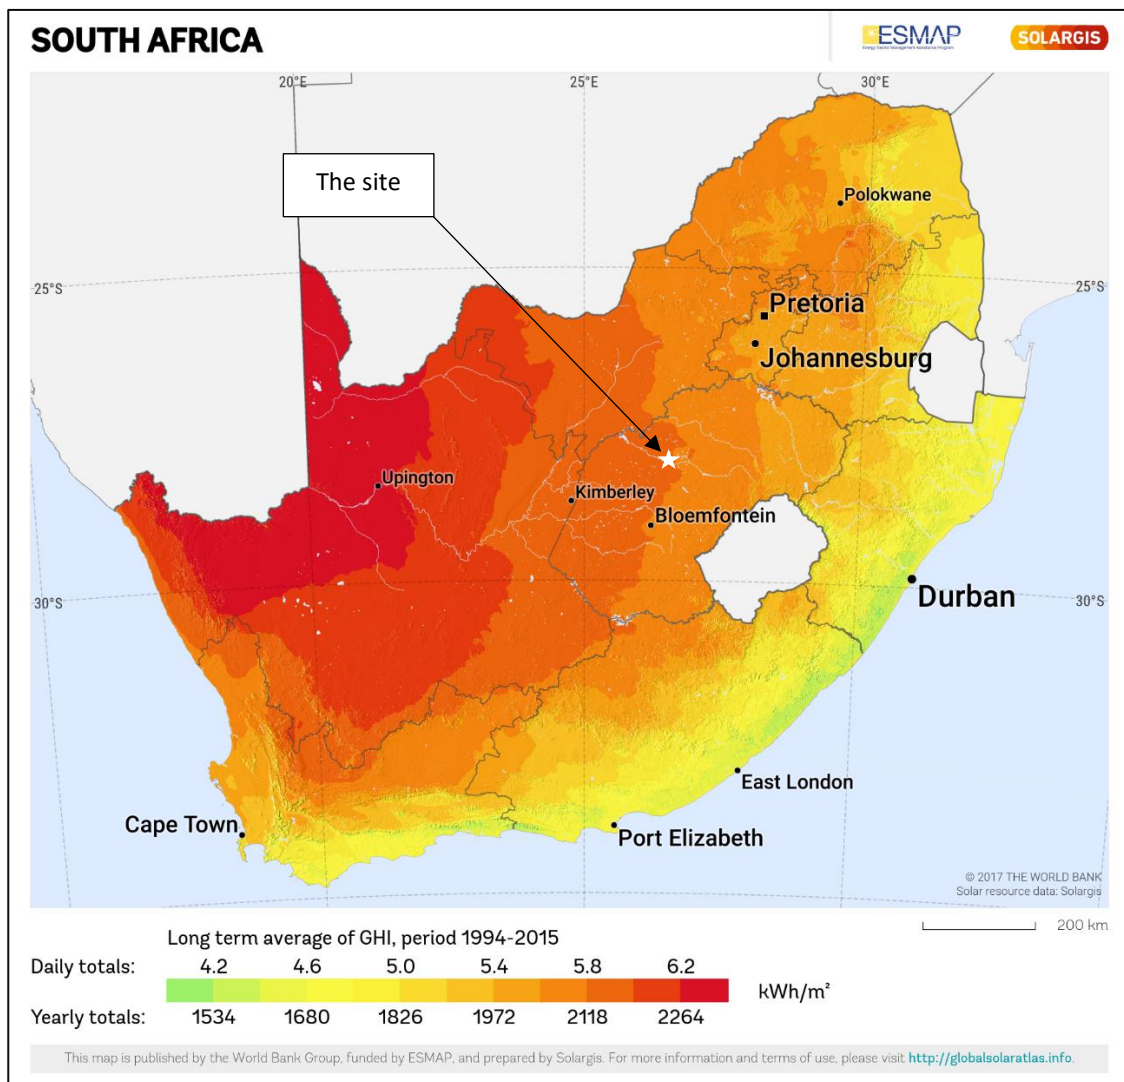 SOUTH AFRICA
ESMAP
Energy Sector Management Assistance Program
SOLARGIS
20°E
25°E
30°E
The site
Polokwane
25°S
25°S
Pretoria
Johannesburg
Upington
Kimberley
Bloemfontein
Durban
30°S
30°S
East London
Cape Town
Port Elizabeth
© 2017 THE WORLD BANK
Solar resource data: Solargis
200 km
Long term average of GHI, period 1994-2015
Daily totals: 4.2 4.6 5.0 5.4 5.8 6.2
kWh/m²
Yearly totals: 1534 1680 1826 1972 2118 2264
This map is published by the World Bank Group, funded by ESMAP, and prepared by Solargis. For more information and terms of use, please visit http://globalsolaratlas.info.